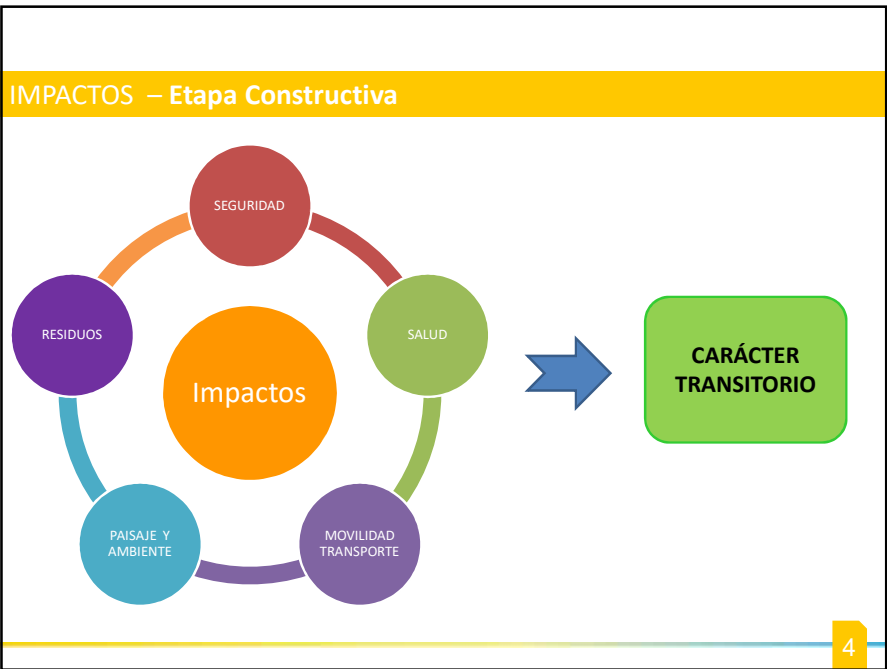 IMPACTOS – Etapa Constructiva
SEGURIDAD
RESIDUOS
SALUD
Impactos
PAISAJE Y
AMBIENTE
MOVILIDAD
TRANSPORTE
CARÁCTER
TRANSITORIO
4